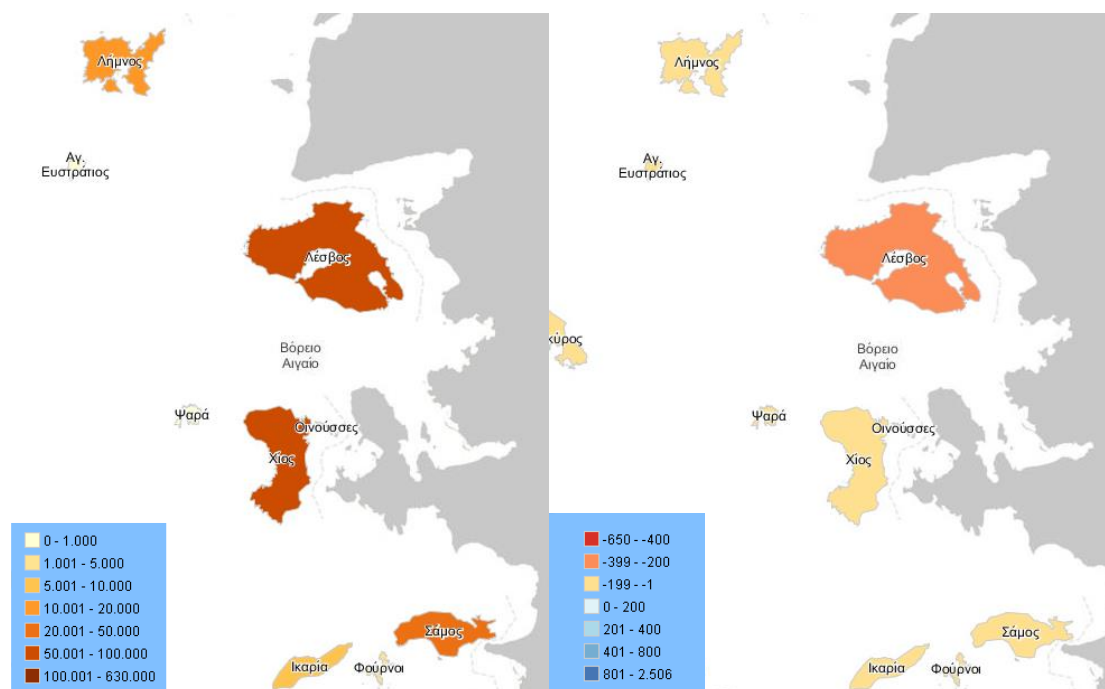 Λήμνος
Αγ.
Ευστράτιος
Λέσβος
Βόρειο
Αιγαίο
Ψαρά
Οινούσσες
Χίος
Σάμος
Ικαρία
Φούρνοι
0 - 1.000
1.001 - 5.000
5.001 - 10.000
10.001 - 20.000
20.001 - 50.000
50.001 - 100.000
100.001 - 630.000
Λήμνος
Αγ.
Ευστράτιος
Λέσβος
κύρος
Βόρειο
Αιγαίο
Ψαρά
Οινούσσες
Χίος
Σάμος
Ικαρία
Φούρνοι
-650 - -400
-399 - -200
-199 - -1
0 - 200
201 - 400
401 - 800
801 - 2.506